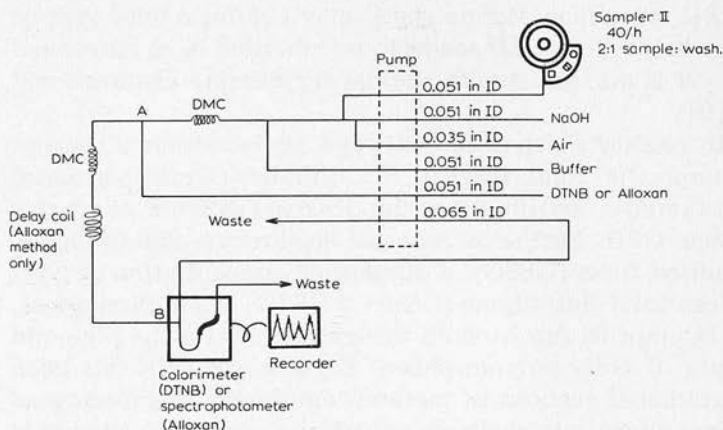 Sampler II
40/h
2:1 sample: wash.
Pump
0.051 in ID
A
DMC
0.051 in ID
NaOH
0.035 in ID
Air
DMC
0.051 in ID
Buffer
0.051 in ID
DTNB or Alloxan
Delay coil
(Alloxan
method
only)
Waste
0.065 in ID
Waste
B
Recorder
Colorimeter
(DTNB) or
spectrophotometer
(Alloxan)